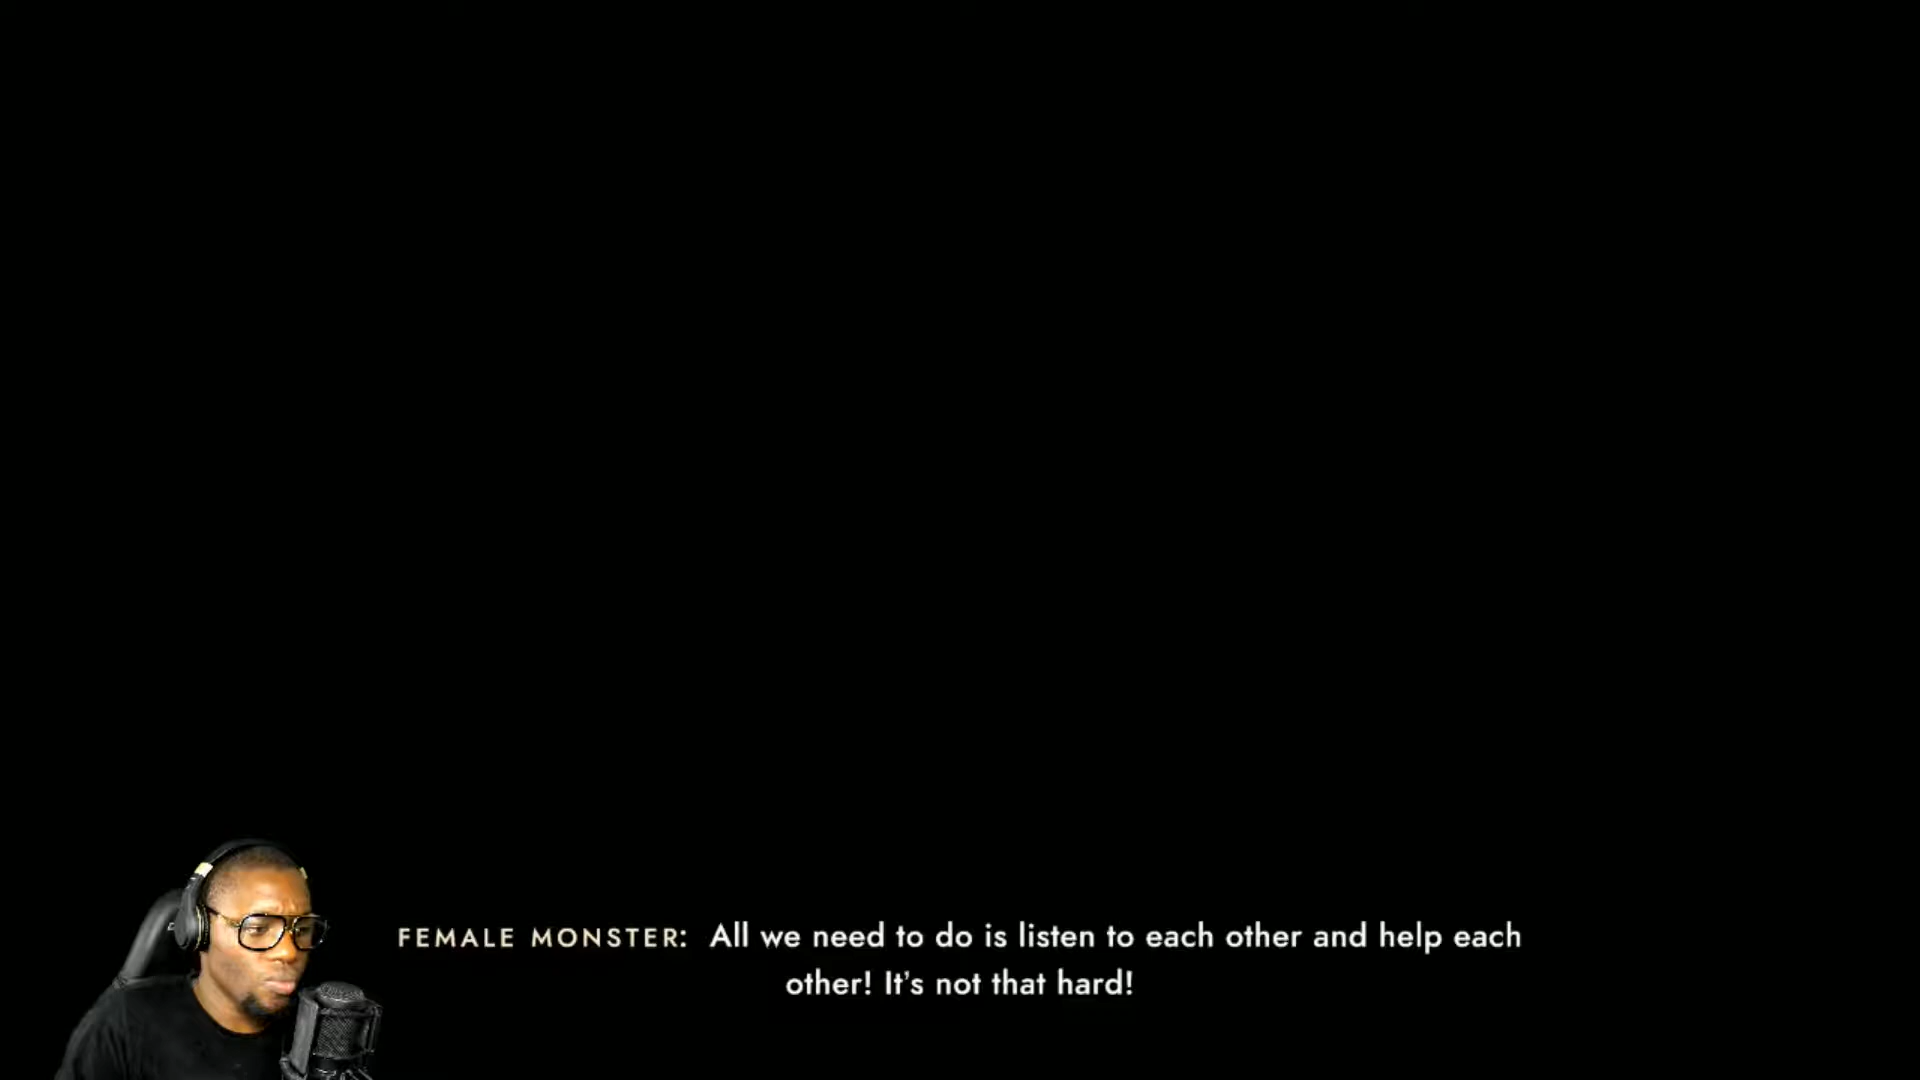 FEMALE MONSTER: All we need to do is listen to each other and help each
other! It's not that hard!